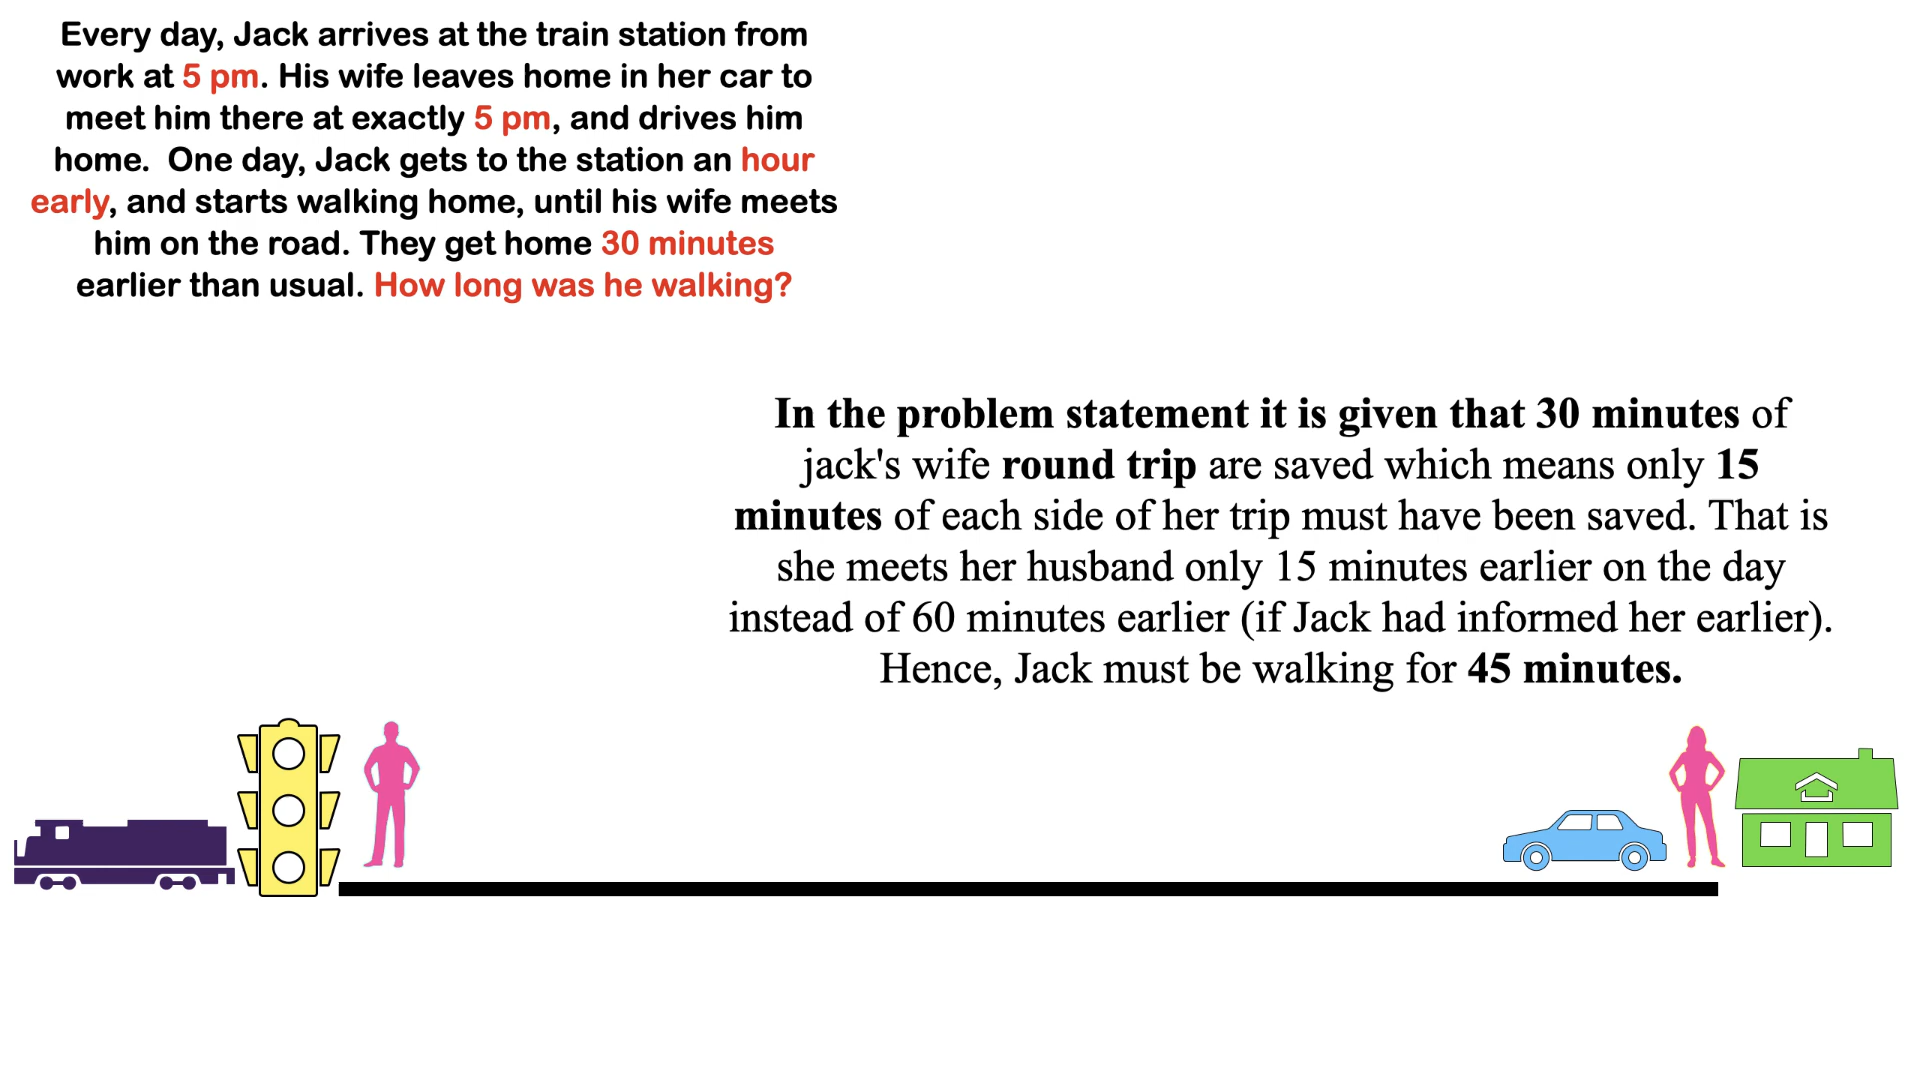 Every day, Jack arrives at the train station from
work at 5 pm. His wife leaves home in her car to
meet him there at exactly 5 pm, and drives him
home.  One day, Jack gets to the station an hour
early, and starts walking home, until his wife meets
him on the road. They get home 30 minutes
earlier than usual. How long was he walking?
In the problem statement it is given that 30 minutes of
jack's wife round trip are saved which means only 15
minutes of each side of her trip must have been saved. That is
she meets her husband only 15 minutes earlier on the day
instead of 60 minutes earlier (if Jack had informed her earlier).
Hence, Jack must be walking for 45 minutes.